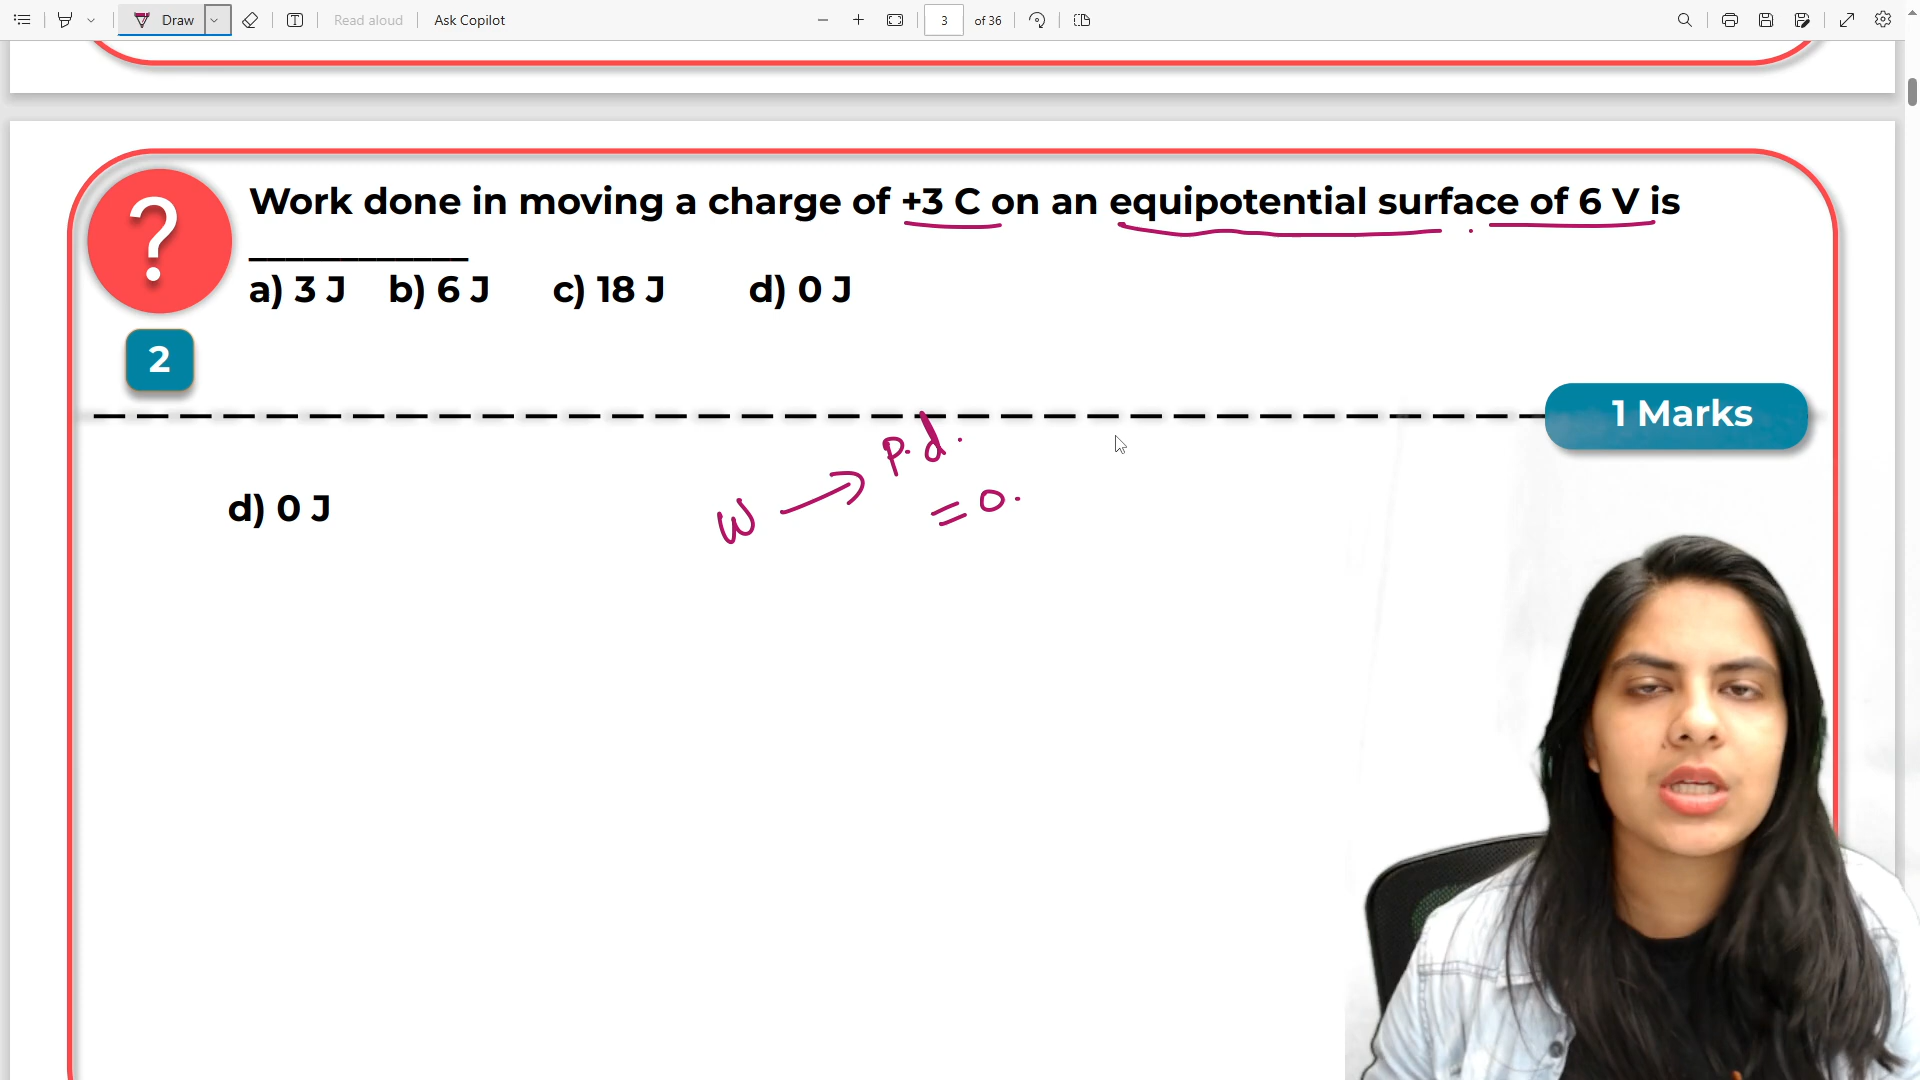 Draw
Read aloud
Ask Copilot
3
of 36
?
Work done in moving a charge of +3 C on an equipotential surface of 6 V is
____________
a) 3 J b) 6 J c) 18 J d) 0 J
2
1 Marks
P.d.
W → = 0.
d) 0 J